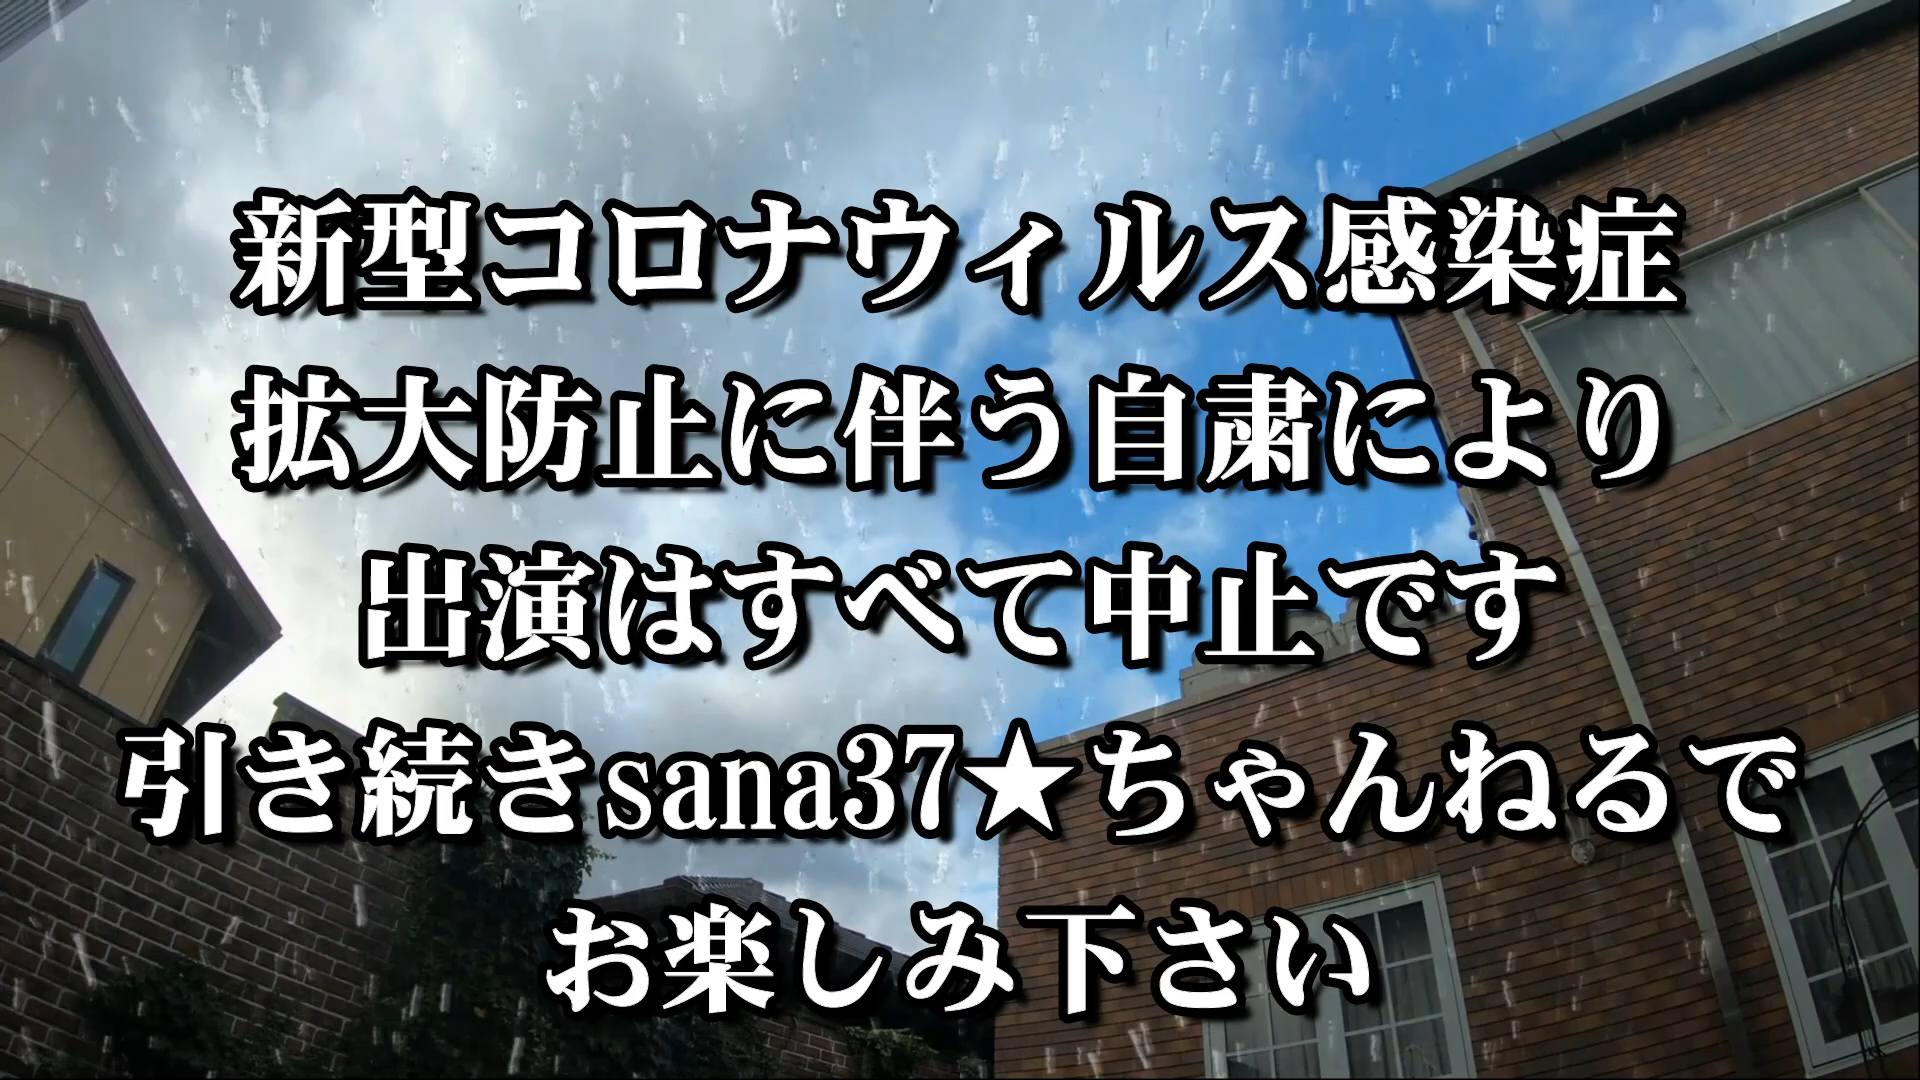 新型コロナウィルス感染症
拡大防止に伴う自粛により
出演はすべて中止です
引き続きsana37★ちゃんねるで
お楽しみ下さい